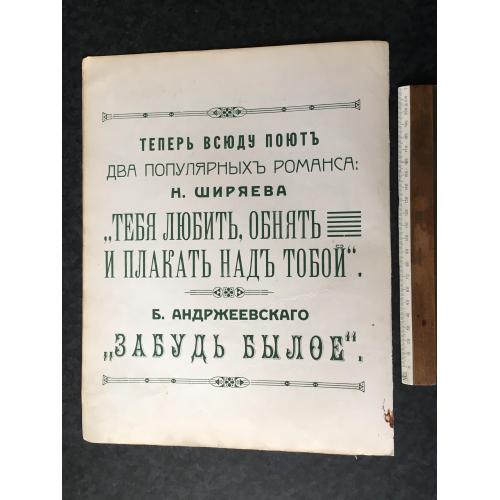 ТЕПЕРЬ ВСЮДУ ПОЮТЪ
ДВА ПОПУЛЯРНЫХЪ РОМАНСА:
Н. ШИРЯЕВА
„ТЕБЯ ЛЮБИТЬ, ОБНЯТЬ
И ПЛАКАТЬ НАДЪ ТОБОЙ“.
Б. АНДРЖЕЕВСКАГО
„ЗАБУДЬ БЫЛОЕ“.